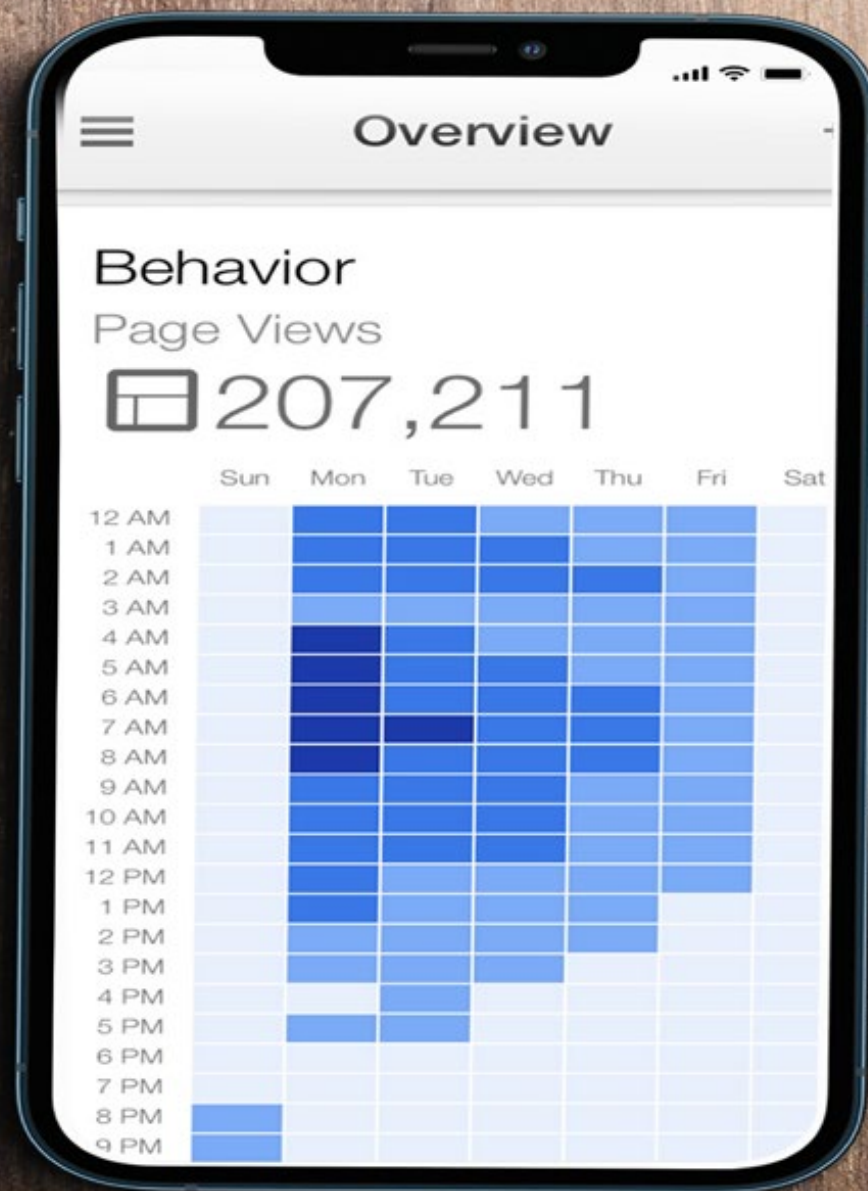 Overview
Behavior
Page Views
207,211
Sun Mon Tue Wed Thu Fri Sat
12 AM
1 AM
2 AM
3 AM
4 AM
5 AM
6 AM
7 AM
8 AM
9 AM
10 AM
11 AM
12 PM
1 PM
2 PM
3 PM
4 PM
5 PM
6 PM
7 PM
8 PM
9 PM